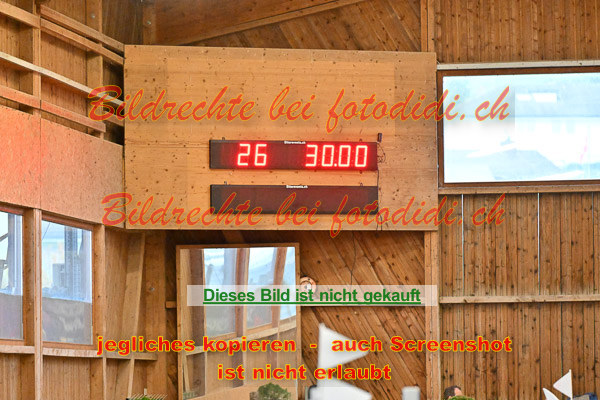 Bildrechte bei fotodidi.ch
26 30.00
Bildrechte bei fotodidi.ch
Dieses Bild ist nicht gekauft
jegliches kopieren - auch Screenshot
ist nicht erlaubt